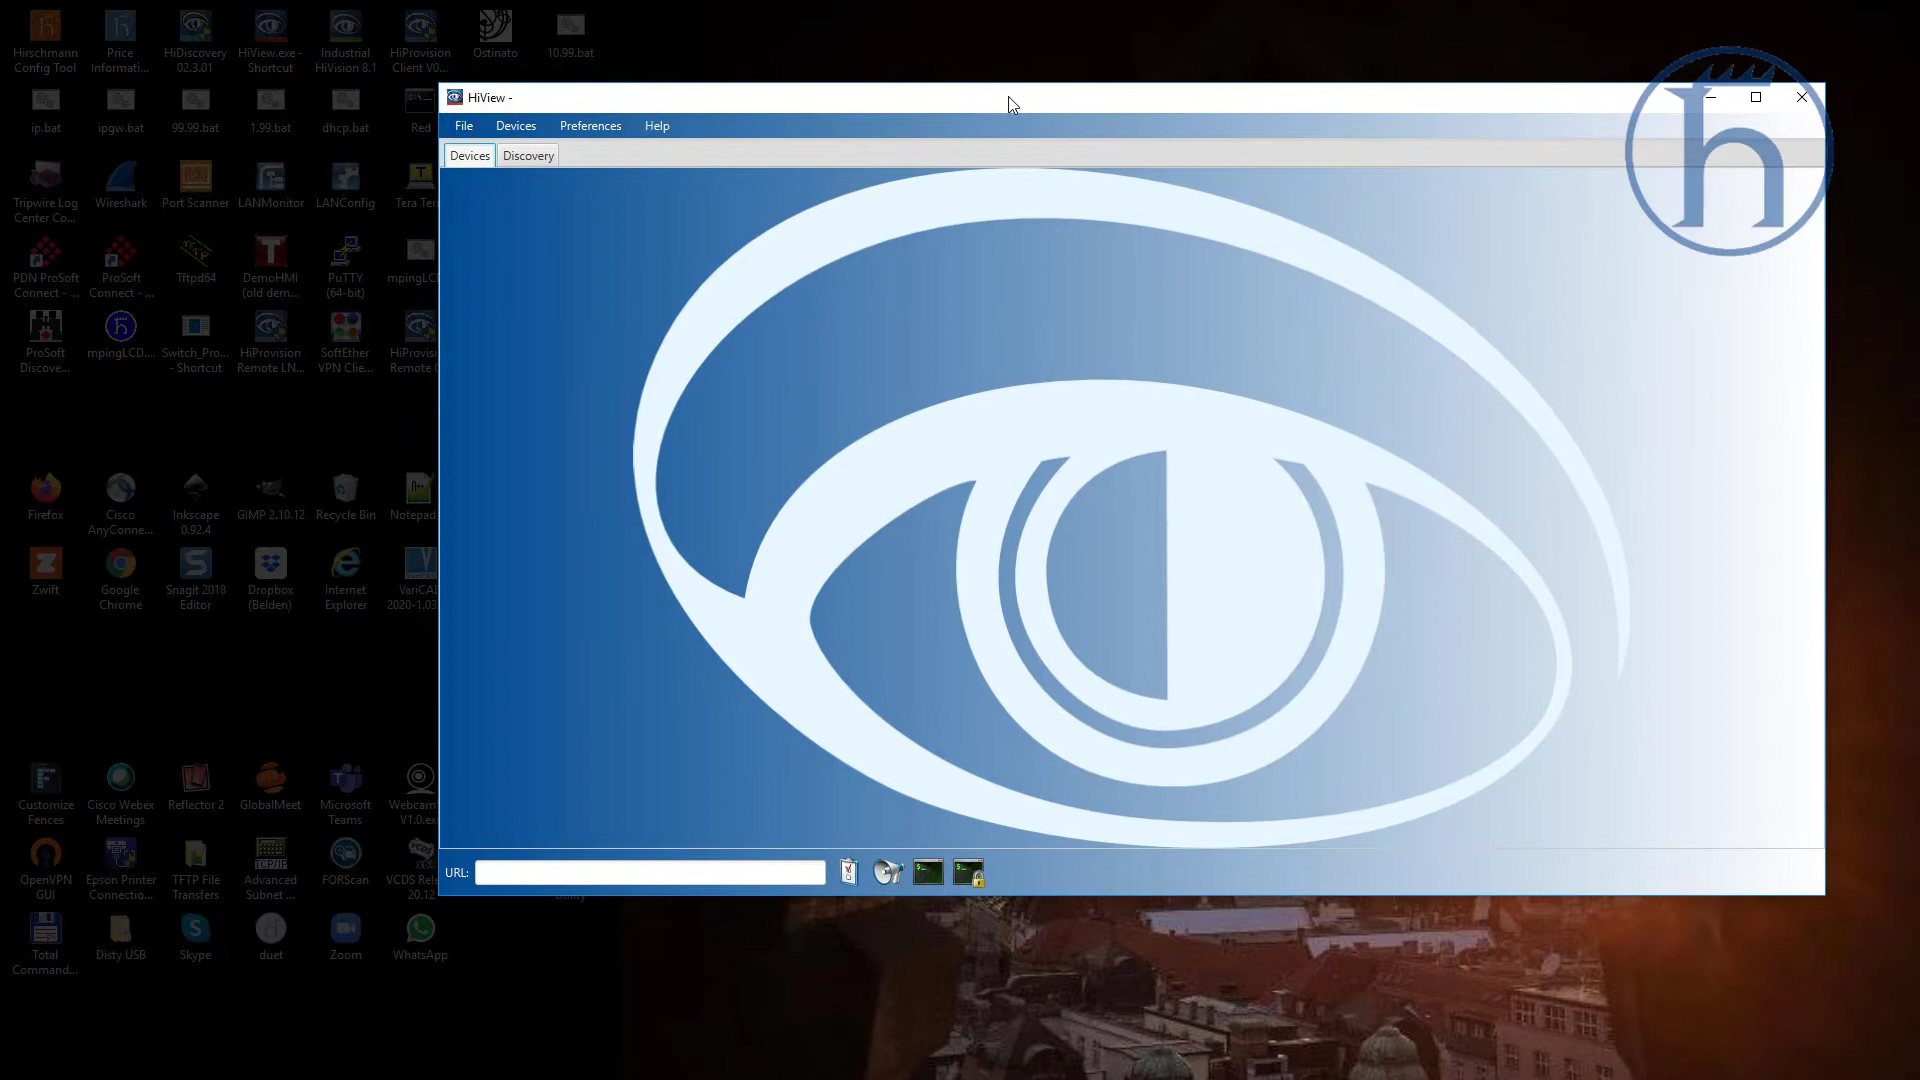 Hirschmann
Config Tool
Price
Informati...
HiDiscovery
02.3.01
HiView.exe -
Shortcut
Industrial
HiVision 8.1
HiProvision
Client V0...
Ostinato
10.99.bat
ip.bat
ipgw.bat
99.99.bat
1.99.bat
dhcp.bat
Red
HiView -
File
Devices
Preferences
Help
Devices
Discovery
Tripwire Log
Center Co...
Wireshark
Port Scanner
LANMonitor
LANConfig
Tera Ter
PDN ProSoft
Connect - ...
ProSoft
Connect - ...
Tftpd64
DemoHMI
(old dem...
PuTTY
(64-bit)
mpingLCD
ProSoft
Discove...
mpingLCD....
Switch_Pro...
- Shortcut
HiProvision
Remote LN...
SoftEther
VPN Clie...
HiProvisi
Remote
Firefox
Cisco
AnyConne...
Inkscape
0.92.4
GIMP 2.10.12
Recycle Bin
Notepad
Zwift
Google
Chrome
Snagit 2018
Editor
Dropbox
(Belden)
Internet
Explorer
VariCA
2020-1.03
Customize
Fences
Cisco Webex
Meetings
Reflector 2
GlobalMeet
Microsoft
Teams
Webcam
V1.0.exe
OpenVPN
GUI
Epson Printer
Connectio...
TFTP File
Transfers
Advanced
Subnet ...
FORScan
VCDS Rele
20.12
URL:
Total
Command...
Disty USB
Skype
duet
Zoom
WhatsApp